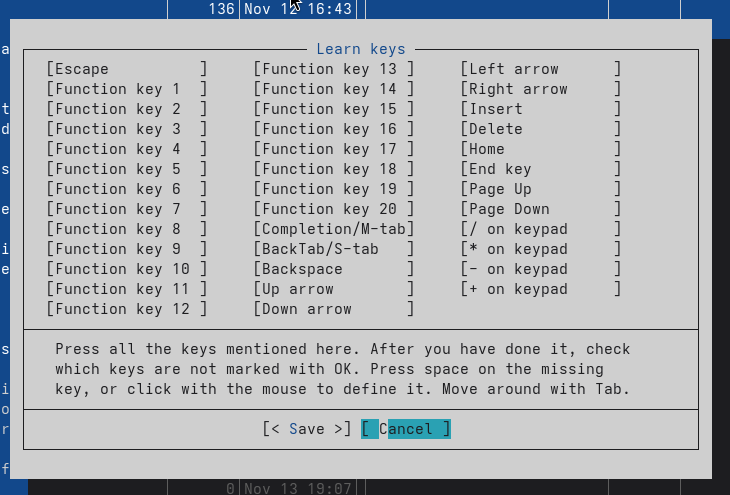 136 Nov 12 16:43
Learn keys
[Escape ] [Function key 13 ] [Left arrow ]
[Function key 1 ] [Function key 14 ] [Right arrow ]
[Function key 2 ] [Function key 15 ] [Insert ]
[Function key 3 ] [Function key 16 ] [Delete ]
[Function key 4 ] [Function key 17 ] [Home ]
[Function key 5 ] [Function key 18 ] [End key ]
[Function key 6 ] [Function key 19 ] [Page Up ]
[Function key 7 ] [Function key 20 ] [Page Down ]
[Function key 8 ] [Completion/M-tab] [/ on keypad ]
[Function key 9 ] [BackTab/S-tab ] [* on keypad ]
[Function key 10 ] [Backspace ] [- on keypad ]
[Function key 11 ] [Up arrow ] [+ on keypad ]
[Function key 12 ] [Down arrow ]
Press all the keys mentioned here. After you have done it, check
which keys are not marked with OK. Press space on the missing
key, or click with the mouse to define it. Move around with Tab.
[< Save >] [ Cancel ]
0 Nov 13 19:07